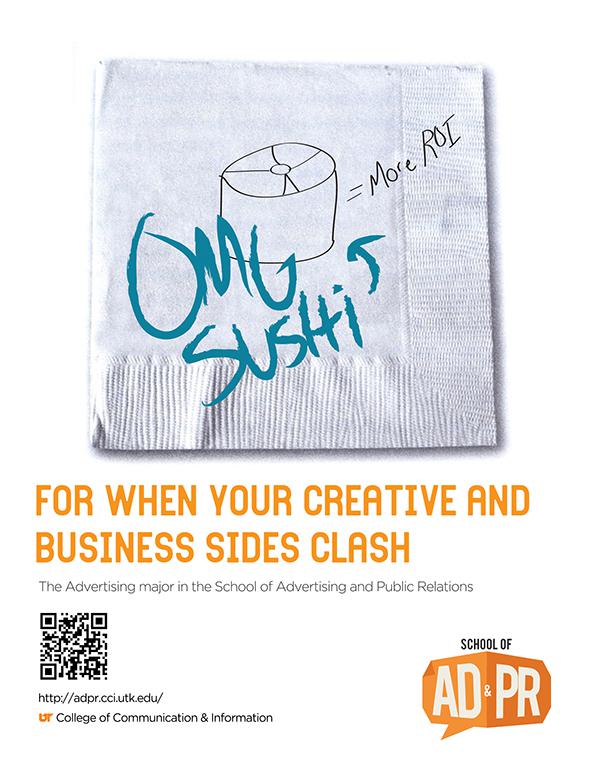 = More ROI
OMG
SUSHi
FOR WHEN YOUR CREATIVE AND
BUSINESS SIDES CLASH
The Advertising major in the School of Advertising and Public Relations
http://adpr.cci.utk.edu/
UT College of Communication & Information
SCHOOL OF
AD & PR